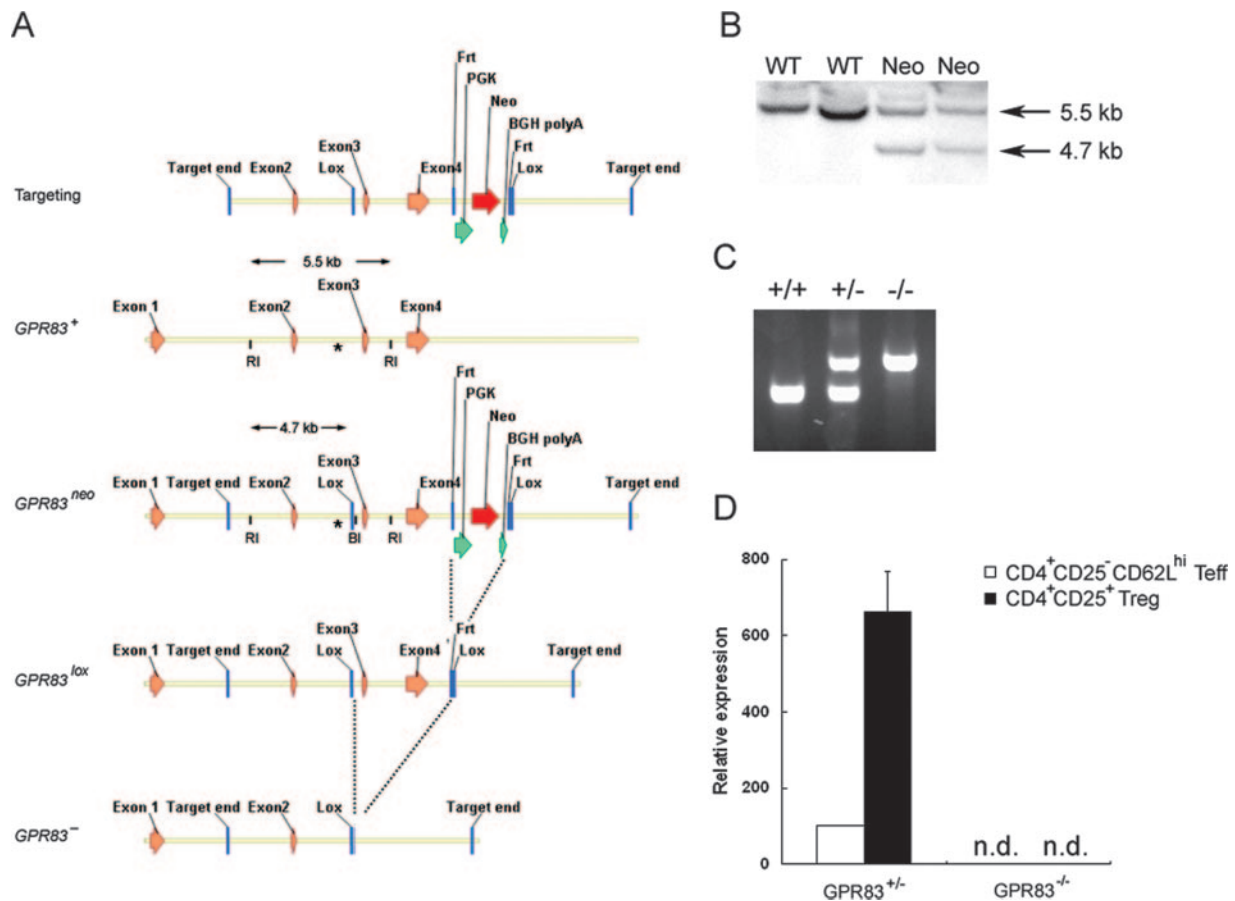 A
Frt
PGK
Neo
BGH polyA
Exon3
Frt
Target end
Exon2
Lox
Exon4
Lox
Target end
Targeting
5.5 kb
Exon3
Exon 1
Exon2
Exon4
GPR83+
*
RI
RI
Frt
PGK
Neo
4.7 kb
BGH polyA
Exon3
Frt
Exon 1
Target end
Exon2
Lox
Exon4
Lox
Target end
GPR83neo
*
RI
BI
RI
Exon3
Frt
Exon 1
Target end
Exon2
Lox
Exon4
Lox
Target end
GPR83lox
Exon 1
Target end
Exon2
Lox
Target end
GPR83−
B
WT WT Neo Neo
5.5 kb
4.7 kb
C
+/+ +/- -/-
D
CD4+CD25-CD62Lhi Teff
CD4+CD25+ Treg
Relative expression
800
600
400
200
0
n.d. n.d.
GPR83+/- GPR83-/-